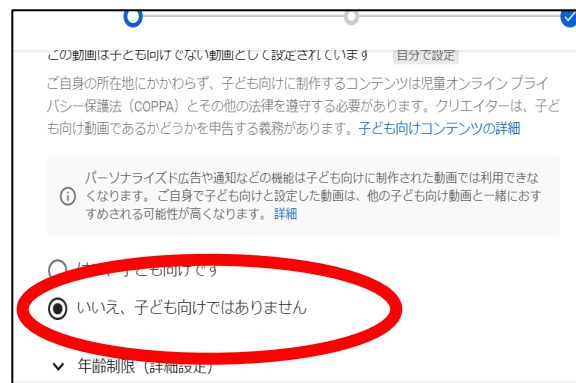 この動画は子ども向けでない動画として設定されています 自分で設定
ご自身の所在地にかかわらず、子ども向けに制作するコンテンツは児童オンライン プライ
バシー保護法（COPPA）とその他の法律を遵守する必要があります。クリエイターは、子ど
も向け動画であるかどうかを申告する義務があります。子ども向けコンテンツの詳細
パーソナライズド広告や通知などの機能は子ども向けに制作された動画では利用できな
くなります。ご自身で子ども向けと設定した動画は、他の子ども向け動画と一緒におす
すめされる可能性が高くなります。詳細
はい、子ども向けです
いいえ、子ども向けではありません
年齢制限（詳細設定）